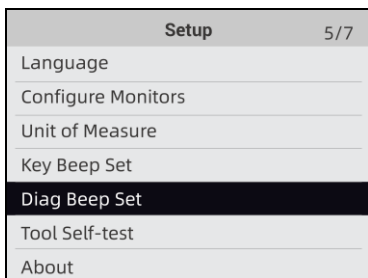 Setup 5/7
Language
Configure Monitors
Unit of Measure
Key Beep Set
Diag Beep Set
Tool Self-test
About